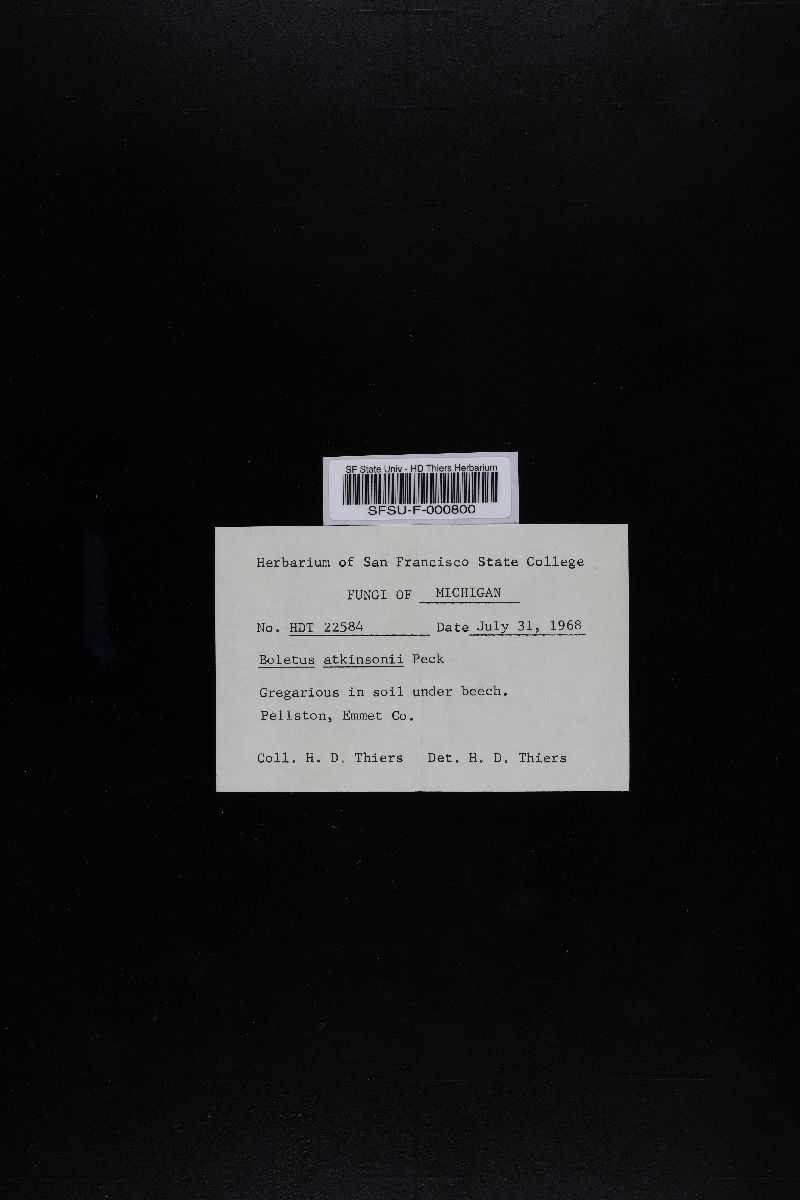 SF State Univ - HD Thiers Herbarium
SFSU-F-000800
Herbarium of San Francisco State College
FUNGI OF MICHIGAN
No. HDT 22584 Date July 31, 1968
Boletus atkinsonii Peck
Gregarious in soil under beech.
Pellston, Emmet Co.
Coll. H. D. Thiers Det. H. D. Thiers